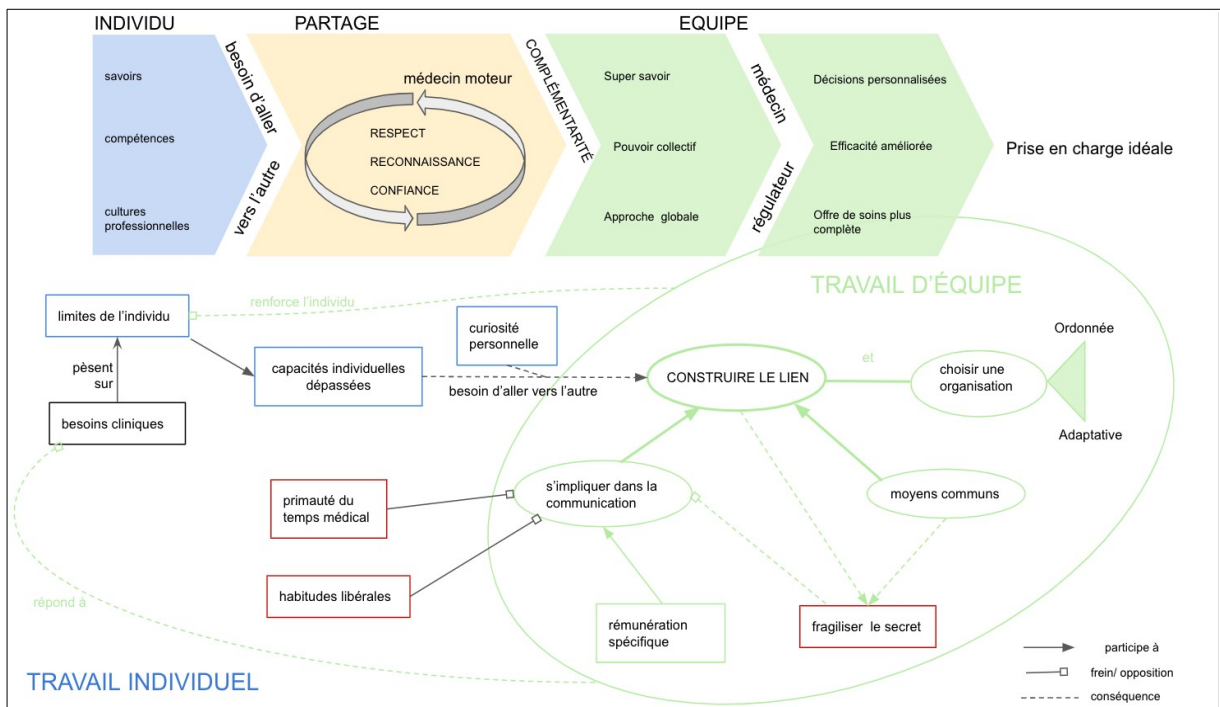 INDIVIDU
PARTAGE
EQUIPE
savoirs
compétences
cultures
professionnelles
besoin d'aller
vers l'autre
médecin moteur
RESPECT
RECONNAISSANCE
CONFIANCE
COMPLÉMENTARITÉ
Super savoir
Pouvoir collectif
Approche globale
médecin
régulateur
Décisions personnalisées
Efficacité améliorée
Offre de soins plus
complète
Prise en charge idéale
TRAVAIL D'ÉQUIPE
renforce l'individu
limites de l'individu
curiosité
personnelle
Ordonnée
pèsent
sur
capacités individuelles
dépassées
besoin d'aller vers l'autre
CONSTRUIRE LE LIEN
et
choisir une
organisation
besoins cliniques
Adaptative
primauté du
temps médical
s'impliquer dans la
communication
moyens communs
habitudes libérales
répond à
rémunération
spécifique
fragiliser le secret
TRAVAIL INDIVIDUEL
participe à
frein/ opposition
conséquence